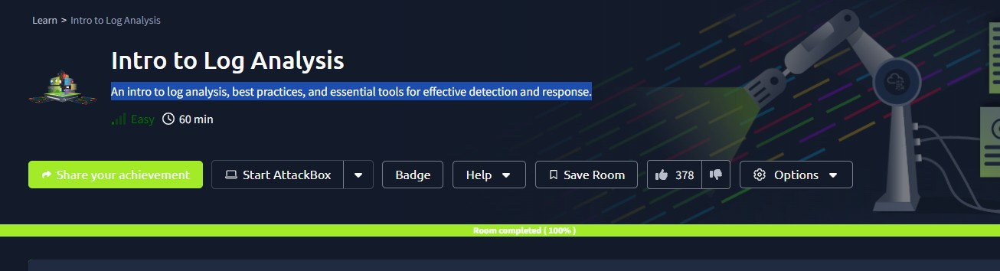 Learn > Intro to Log Analysis
Intro to Log Analysis
An intro to log analysis, best practices, and essential tools for effective detection and response.
Easy 60 min
Share your achievement Start AttackBox Badge Help Save Room 378 Options
Room completed ( 100% )